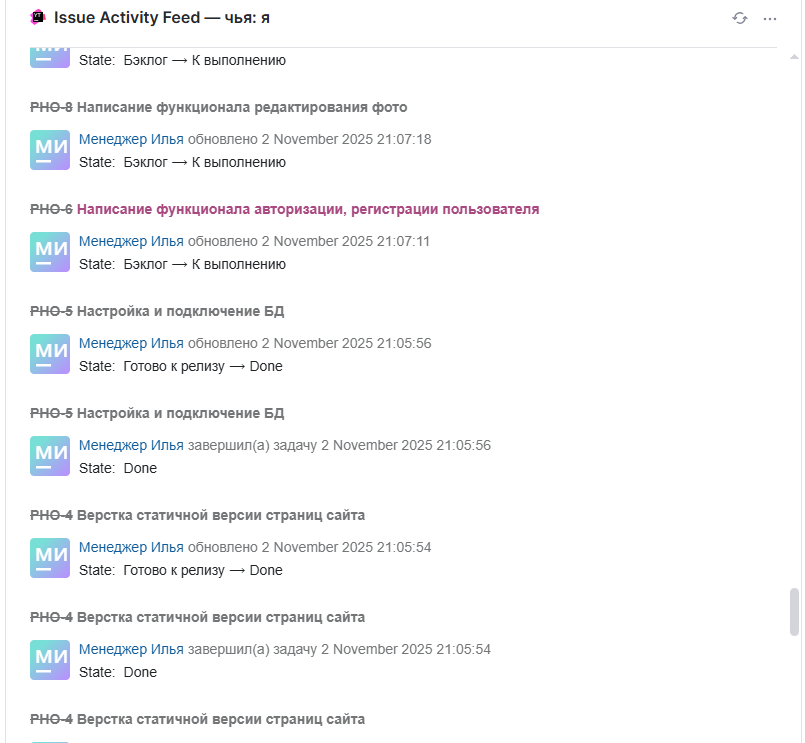 Issue Activity Feed — чья: я
State: Бэклог → К выполнению
PHO-8 Написание функционала редактирования фото
МИ
Менеджер Илья обновлено 2 November 2025 21:07:18
State: Бэклог → К выполнению
PHO-6 Написание функционала авторизации, регистрации пользователя
МИ
Менеджер Илья обновлено 2 November 2025 21:07:11
State: Бэклог → К выполнению
PHO-5 Настройка и подключение БД
МИ
Менеджер Илья обновлено 2 November 2025 21:05:56
State: Готово к релизу → Done
PHO-5 Настройка и подключение БД
МИ
Менеджер Илья завершил(а) задачу 2 November 2025 21:05:56
State: Done
PHO-4 Верстка статичной версии страниц сайта
МИ
Менеджер Илья обновлено 2 November 2025 21:05:54
State: Готово к релизу → Done
PHO-4 Верстка статичной версии страниц сайта
МИ
Менеджер Илья завершил(а) задачу 2 November 2025 21:05:54
State: Done
PHO-4 Верстка статичной версии страниц сайта